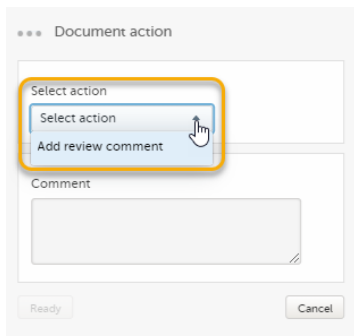 Document action
Select action
Select action
Add review comment
Comment
Ready
Cancel